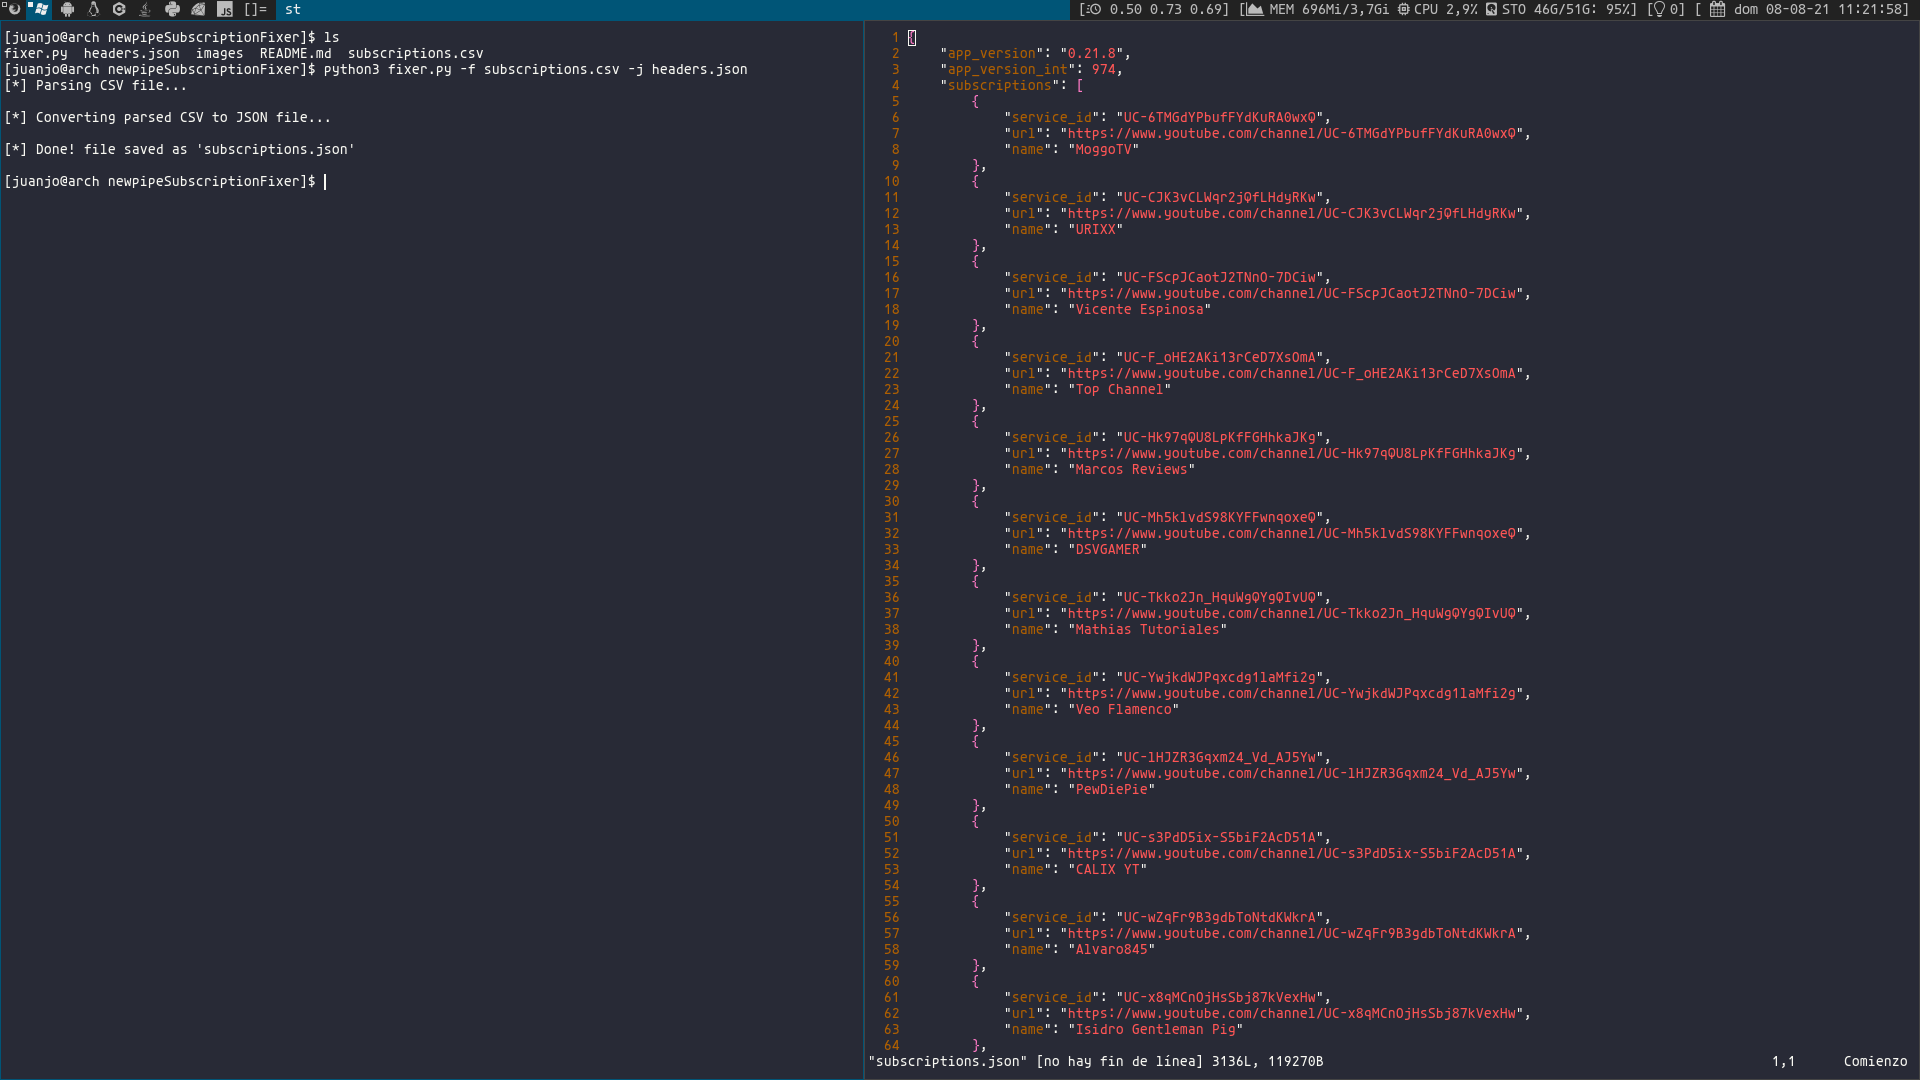 []= st [ 0.50 0.73 0.69] [ MEM 696Mi/3,7Gi CPU 2,9% STO 46G/51G: 95%] [ 0] [ dom 08-08-21 11:21:58]
[juanjo@arch newpipeSubscriptionFixer]$ ls
fixer.py headers.json images README.md subscriptions.csv
[juanjo@arch newpipeSubscriptionFixer]$ python3 fixer.py -f subscriptions.csv -j headers.json
[*] Parsing CSV file...
[*] Converting parsed CSV to JSON file...
[*] Done! file saved as 'subscriptions.json'
[juanjo@arch newpipeSubscriptionFixer]$
1 {
2 "app_version": "0.21.8",
3 "app_version_int": 974,
4 "subscriptions": [
5 {
6 "service_id": "UC-6TMGdYPbufFYdKuRA0wxQ",
7 "url": "https://www.youtube.com/channel/UC-6TMGdYPbufFYdKuRA0wxQ",
8 "name": "MoggoTV"
9 },
10 {
11 "service_id": "UC-CJK3vCLWqr2jQfLHdyRKw",
12 "url": "https://www.youtube.com/channel/UC-CJK3vCLWqr2jQfLHdyRKw",
13 "name": "URIXX"
14 },
15 {
16 "service_id": "UC-FScpJCaotJ2TNnO-7DCiw",
17 "url": "https://www.youtube.com/channel/UC-FScpJCaotJ2TNnO-7DCiw",
18 "name": "Vicente Espinosa"
19 },
20 {
21 "service_id": "UC-F_oHE2AKi13rCeD7XsOmA",
22 "url": "https://www.youtube.com/channel/UC-F_oHE2AKi13rCeD7XsOmA",
23 "name": "Top Channel"
24 },
25 {
26 "service_id": "UC-Hk97qQU8LpKfFGHhkaJKg",
27 "url": "https://www.youtube.com/channel/UC-Hk97qQU8LpKfFGHhkaJKg",
28 "name": "Marcos Reviews"
29 },
30 {
31 "service_id": "UC-Mh5klvdS98KYFFwnqoxeQ",
32 "url": "https://www.youtube.com/channel/UC-Mh5klvdS98KYFFwnqoxeQ",
33 "name": "DSVGAMER"
34 },
35 {
36 "service_id": "UC-Tkko2Jn_HquWgQYgQIvUQ",
37 "url": "https://www.youtube.com/channel/UC-Tkko2Jn_HquWgQYgQIvUQ",
38 "name": "Mathias Tutoriales"
39 },
40 {
41 "service_id": "UC-YwjkdWJPqxcdg1laMfi2g",
42 "url": "https://www.youtube.com/channel/UC-YwjkdWJPqxcdg1laMfi2g",
43 "name": "Veo Flamenco"
44 },
45 {
46 "service_id": "UC-lHJZR3Gqxm24_Vd_AJ5Yw",
47 "url": "https://www.youtube.com/channel/UC-lHJZR3Gqxm24_Vd_AJ5Yw",
48 "name": "PewDiePie"
49 },
50 {
51 "service_id": "UC-s3PdD5ix-S5biF2AcD51A",
52 "url": "https://www.youtube.com/channel/UC-s3PdD5ix-S5biF2AcD51A",
53 "name": "CALIX YT"
54 },
55 {
56 "service_id": "UC-wZqFr9B3gdbToNtdKWkrA",
57 "url": "https://www.youtube.com/channel/UC-wZqFr9B3gdbToNtdKWkrA",
58 "name": "Alvaro845"
59 },
60 {
61 "service_id": "UC-x8qMCnOjHsSbj87kVexHw",
62 "url": "https://www.youtube.com/channel/UC-x8qMCnOjHsSbj87kVexHw",
63 "name": "Isidro Gentleman Pig"
64 },
"subscriptions.json" [no hay fin de línea] 3136L, 119270B 1,1 Comienzo